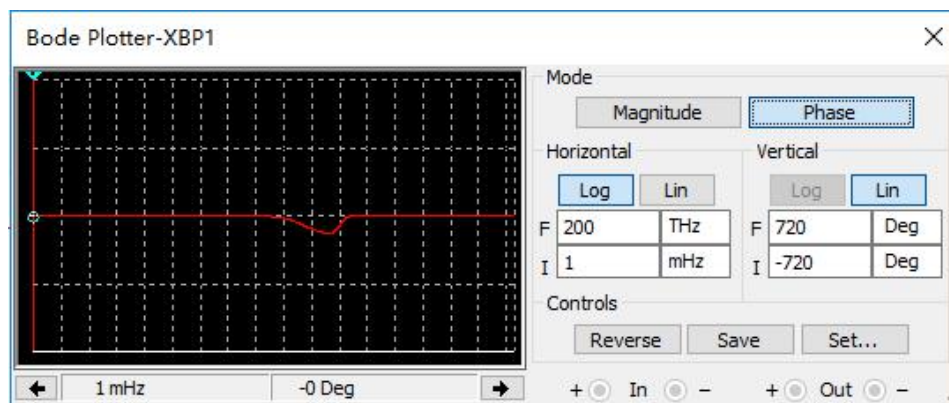 Bode Plotter-XBP1
Mode
Magnitude Phase
Horizontal Vertical
Log Lin Log Lin
F 200 THz F 720 Deg
I 1 mHz I -720 Deg
Controls
Reverse Save Set...
1 mHz -0 Deg + In - + Out -